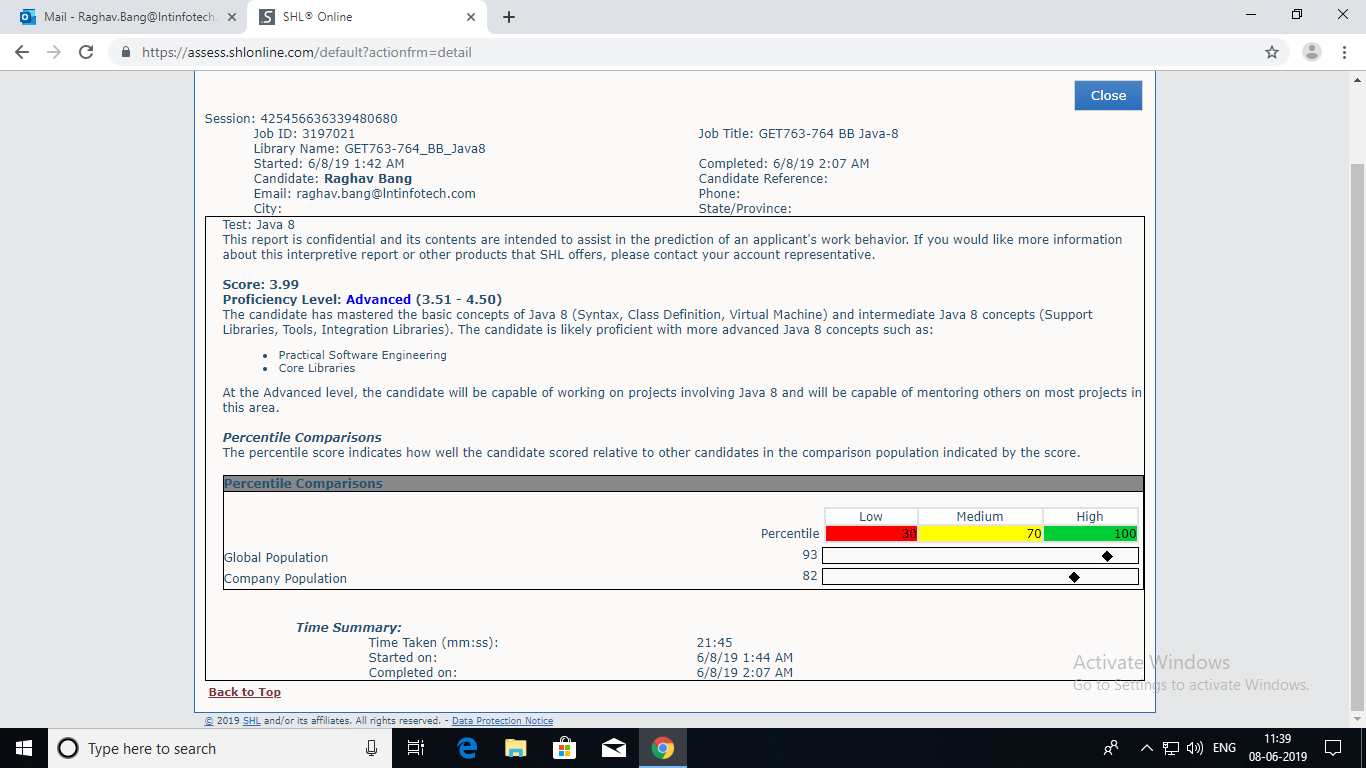 Mail - Raghav.Bang@lntinfotech.
SHL® Online
https://assess.shlonline.com/default?actionfrm=detail
Close
Session: 425456636339480680
Job ID: 3197021
Job Title: GET763-764 BB Java-8
Library Name: GET763-764_BB_Java8
Started: 6/8/19 1:42 AM
Completed: 6/8/19 2:07 AM
Candidate: Raghav Bang
Candidate Reference:
Email: raghav.bang@lntinfotech.com
Phone:
City:
State/Province:
Test: Java 8
This report is confidential and its contents are intended to assist in the prediction of an applicant's work behavior. If you would like more information
about this interpretive report or other products that SHL offers, please contact your account representative.
Score: 3.99
Proficiency Level: Advanced (3.51 - 4.50)
The candidate has mastered the basic concepts of Java 8 (Syntax, Class Definition, Virtual Machine) and intermediate Java 8 concepts (Support
Libraries, Tools, Integration Libraries). The candidate is likely proficient with more advanced Java 8 concepts such as:
• Practical Software Engineering
• Core Libraries
At the Advanced level, the candidate will be capable of working on projects involving Java 8 and will be capable of mentoring others on most projects in
this area.
Percentile Comparisons
The percentile score indicates how well the candidate scored relative to other candidates in the comparison population indicated by the score.
Percentile Comparisons
Low Medium High
Percentile 30 70 100
Global Population 93
Company Population 82
Time Summary:
Time Taken (mm:ss): 21:45
Started on: 6/8/19 1:44 AM
Completed on: 6/8/19 2:07 AM
Activate Windows
Go to Settings to activate Windows.
Back to Top
© 2019 SHL and/or its affiliates. All rights reserved. - Data Protection Notice
Type here to search
ENG
11:39
08-06-2019